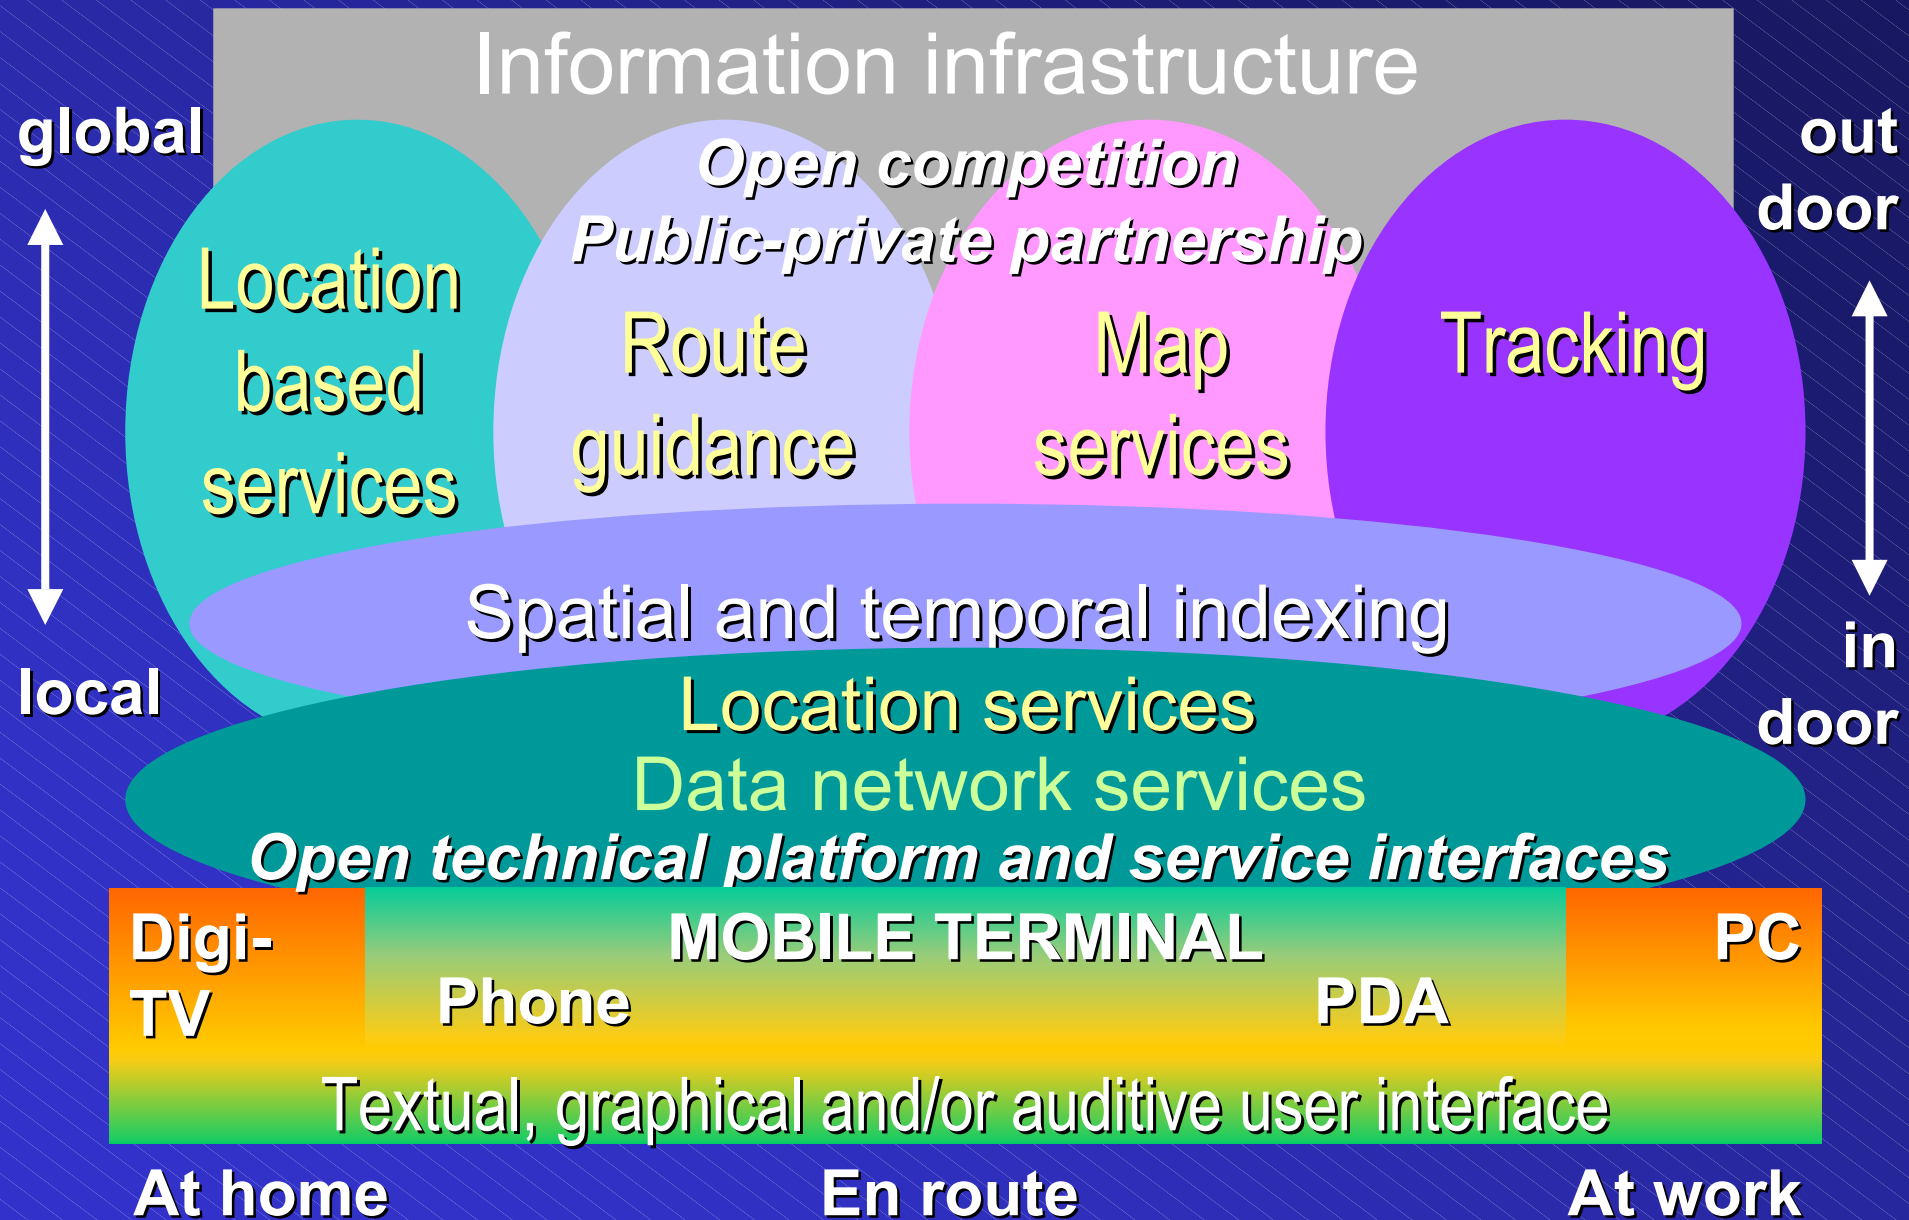 Information infrastructure
global
out
door
Open competition
Public-private partnership
Location
based
services
Route
guidance
Map
services
Tracking
Spatial and temporal indexing
local
in
door
Location services
Data network services
Open technical platform and service interfaces
Digi-
TV
MOBILE TERMINAL
Phone
PDA
PC
Textual, graphical and/or auditive user interface
At home
En route
At work